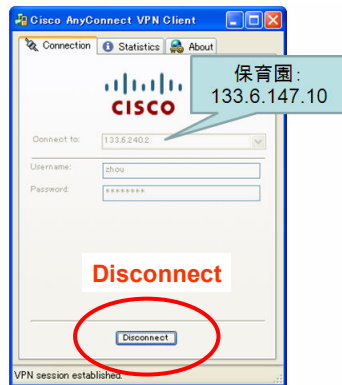 Cisco AnyConnect VPN Client
Connection
Statistics
About
CISCO
保育園:
133.6.147.10
Connect to:
133.6.240.2
Username:
zhou
Password:
********
Disconnect
Disconnect
VPN session established.